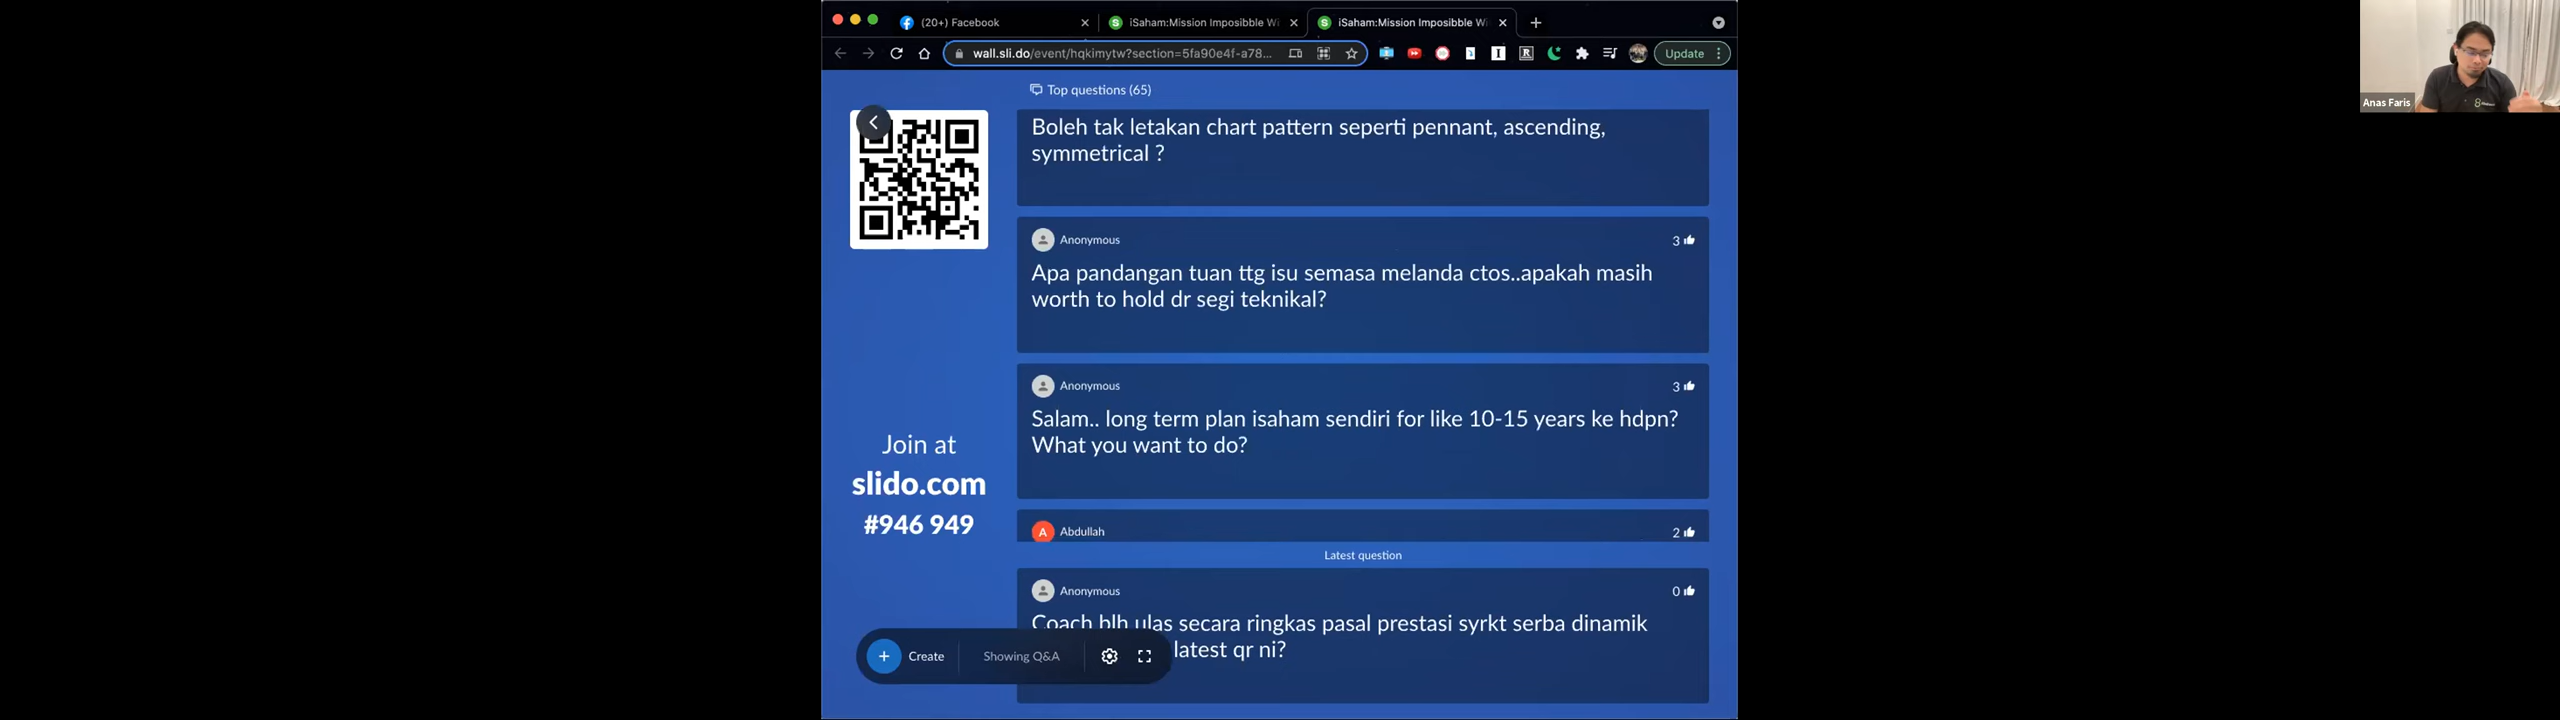 (20+) Facebook
iSaham:Mission Imposibble Wi
iSaham:Mission Imposibble Wi
wall.sli.do/event/hqkimytw?section=5fa90e4f-a78...
Update
Top questions (65)
Boleh tak letakan chart pattern seperti pennant, ascending,
symmetrical ?
Anonymous
3
Apa pandangan tuan ttg isu semasa melanda ctos..apakah masih
worth to hold dr segi teknikal?
Anonymous
3
Salam.. long term plan isaham sendiri for like 10-15 years ke hdpn?
What you want to do?
A Abdullah
2
Latest question
Anonymous
0
Coach blh ulas secara ringkas pasal prestasi syrkt serba dinamik
latest qr ni?
Join at
slido.com
#946 949
Create
Showing Q&A
Anas Faris